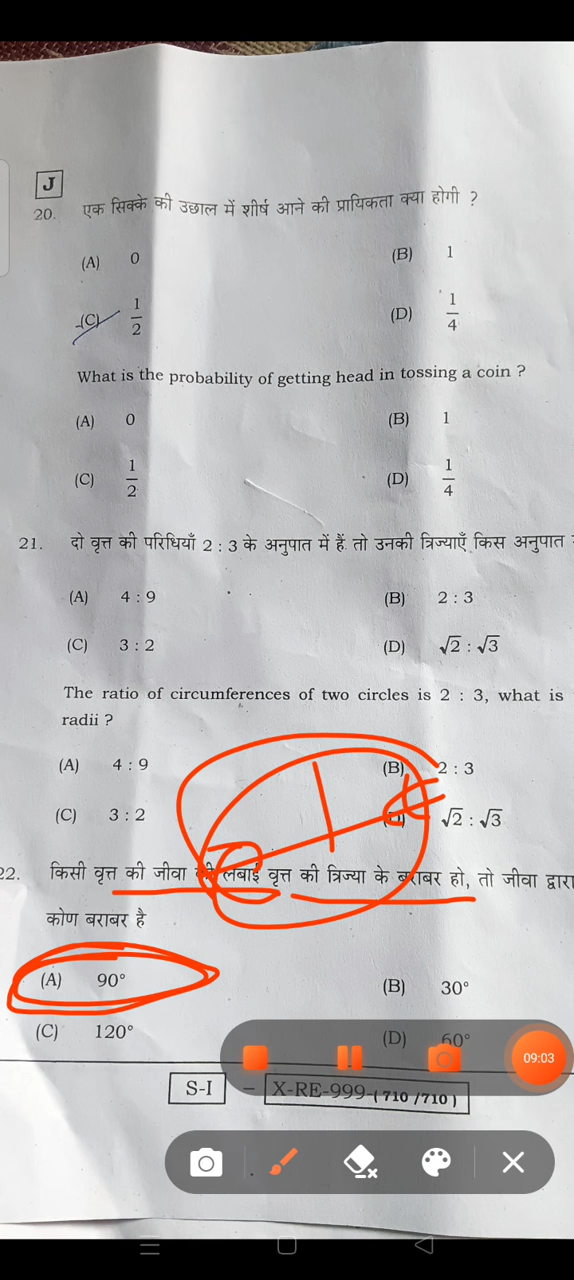 J
20. एक सिक्के की उछाल में शीर्ष आने की प्रायिकता क्या होगी ?
(A) 0 (B) 1
(C) 1/2 (D) 1/4
What is the probability of getting head in tossing a coin ?
(A) 0 (B) 1
(C) 1/2 (D) 1/4
21. दो वृत्त की परिधियाँ 2 : 3 के अनुपात में हैं तो उनकी त्रिज्याएँ किस अनुपात
(A) 4 : 9 (B) 2 : 3
(C) 3 : 2 (D) √2 : √3
The ratio of circumferences of two circles is 2 : 3, what is
radii ?
(A) 4 : 9 (B) 2 : 3
(C) 3 : 2 √2 : √3
22. किसी वृत्त की जीवा की लंबाई वृत्त की त्रिज्या के बराबर हो, तो जीवा द्वारा
कोण बराबर है
(A) 90° (B) 30°
(C) 120° (D) 60°
09:03
S-I – X-RE-999-(710/710)